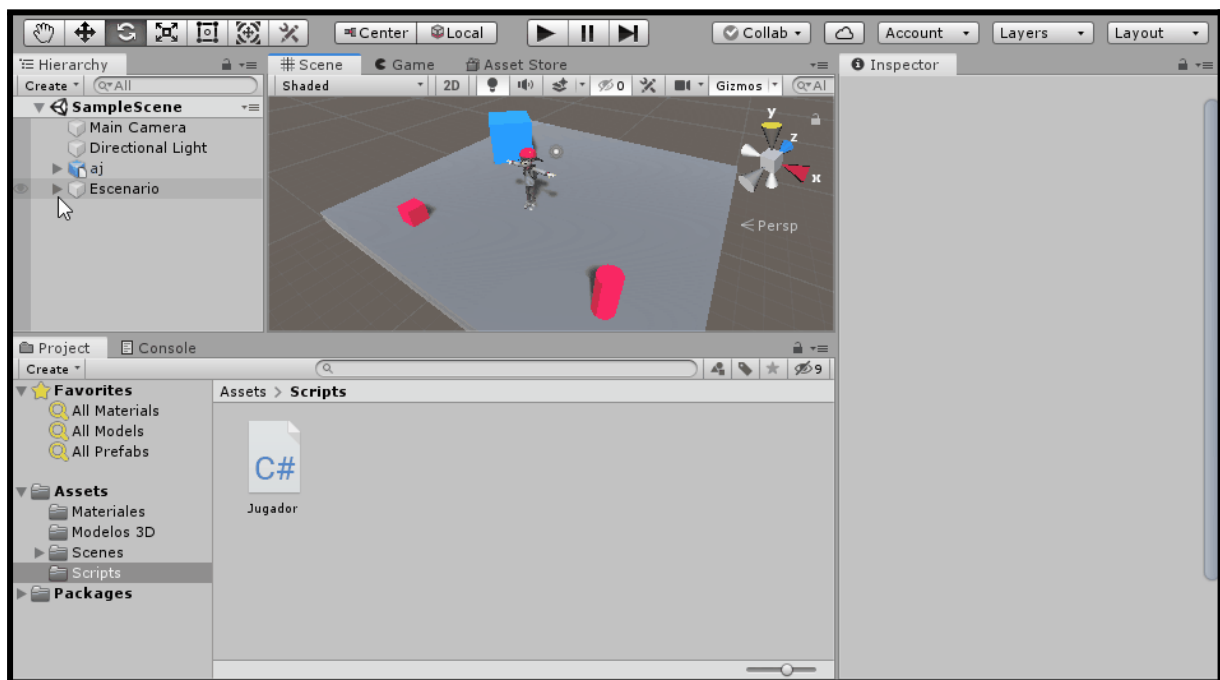 Center Local Collab Account Layers Layout
Hierarchy
Create All
SampleScene
Main Camera
Directional Light
aj
Escenario
Scene Game Asset Store
Shaded 2D 0 Gizmos Al
y
z
x
Persp
Inspector
Project Console
Create 9
Favorites
All Materials
All Models
All Prefabs
Assets
Materiales
Modelos 3D
Scenes
Scripts
Packages
Assets > Scripts
C#
Jugador